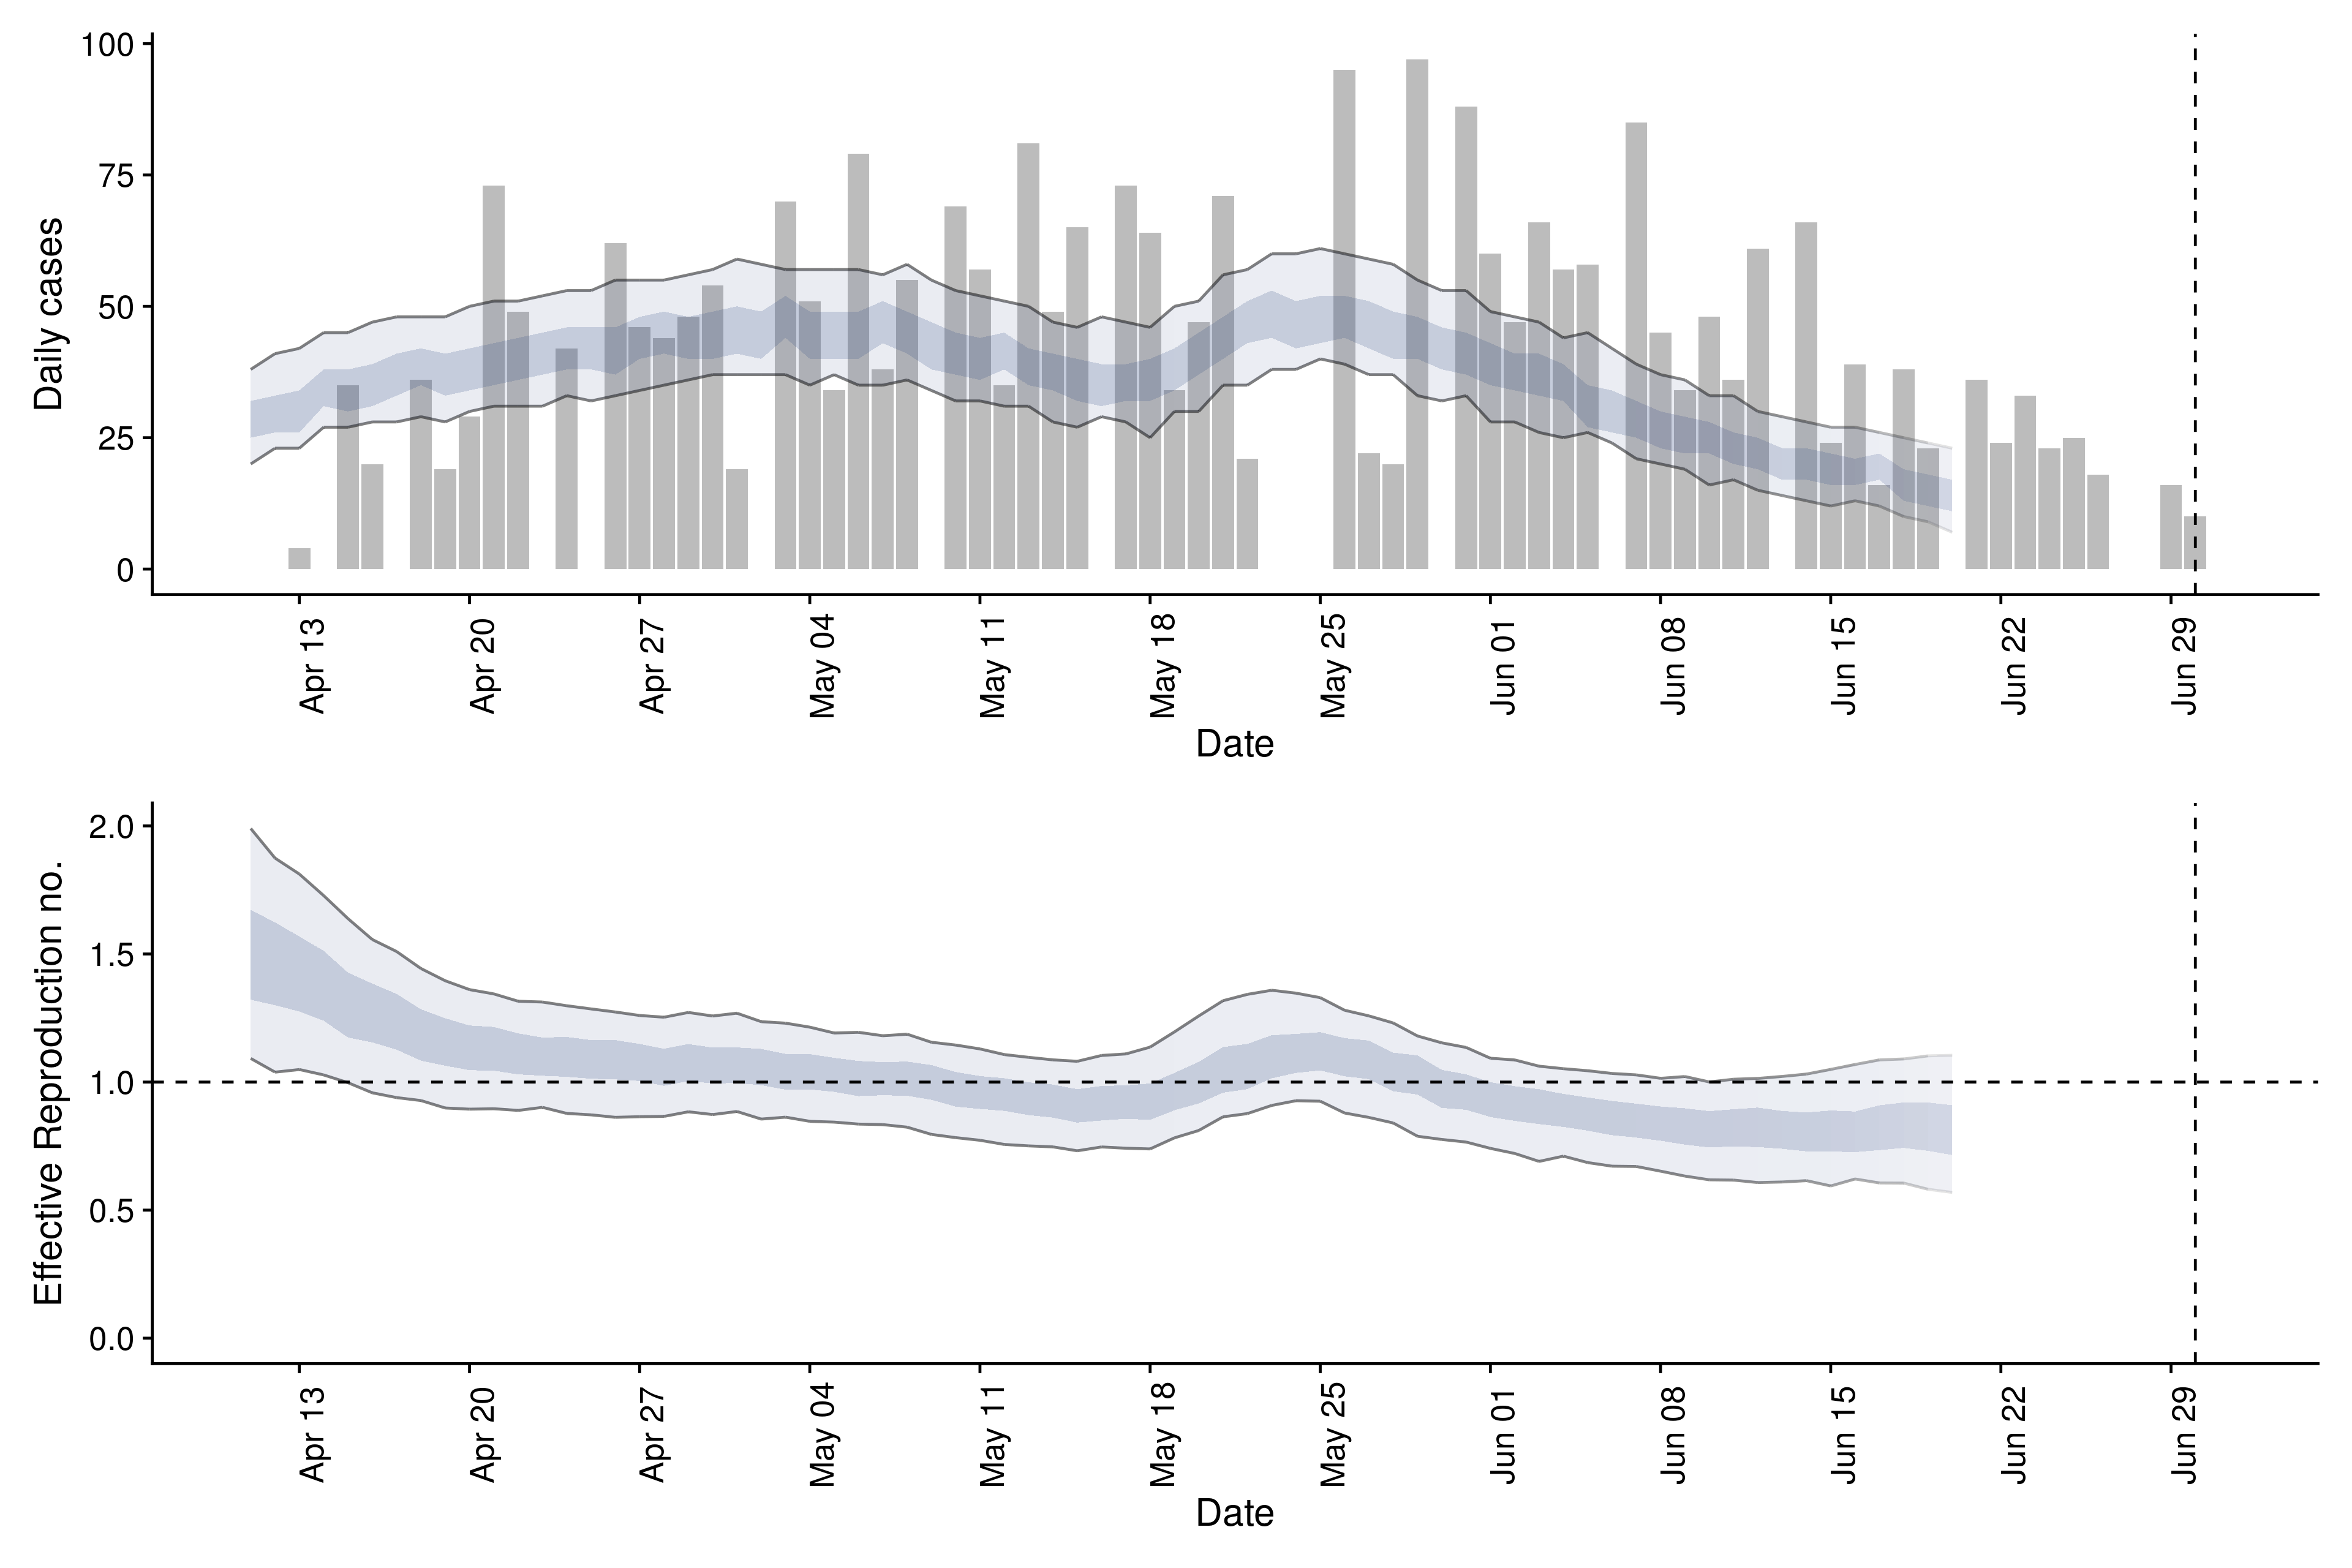 Daily cases
100
75
50
25
0
Apr 13
Apr 20
Apr 27
May 04
May 11
May 18
May 25
Jun 01
Jun 08
Jun 15
Jun 22
Jun 29
Date
Effective Reproduction no.
2.0
1.5
1.0
0.5
0.0
Apr 13
Apr 20
Apr 27
May 04
May 11
May 18
May 25
Jun 01
Jun 08
Jun 15
Jun 22
Jun 29
Date